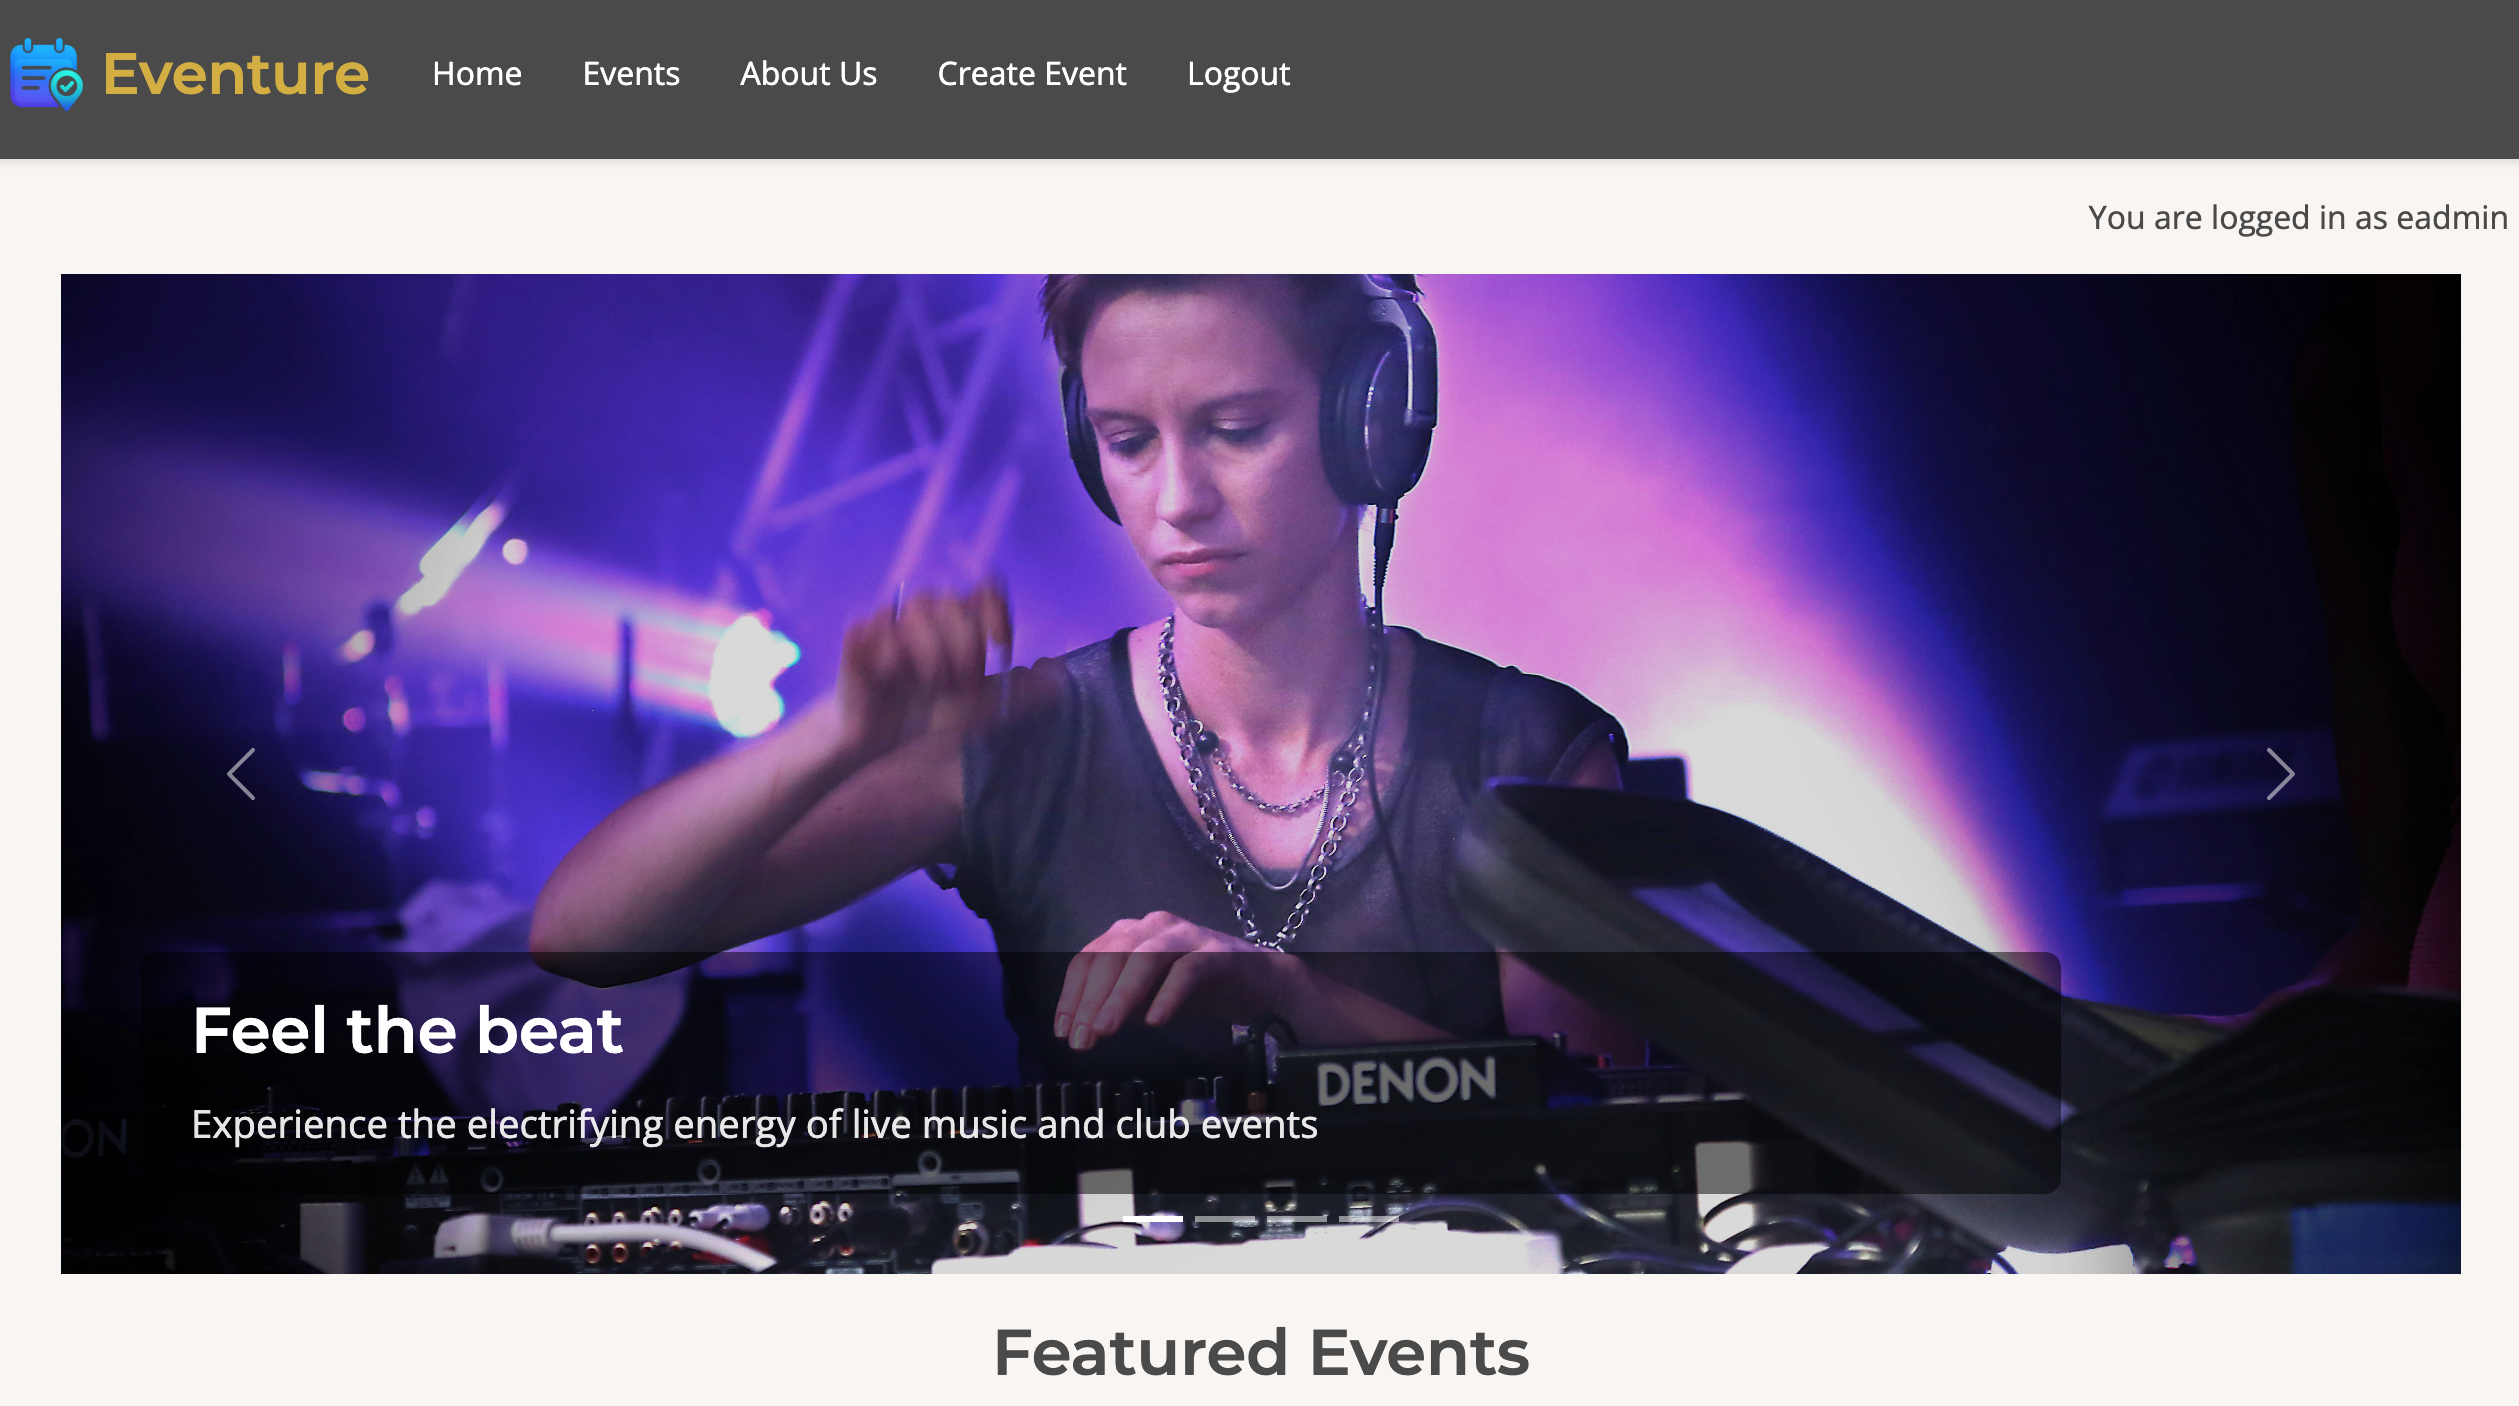 Eventure Home Events About Us Create Event Logout
You are logged in as eadmin
Feel the beat
DENON
Experience the electrifying energy of live music and club events
ON
Featured Events